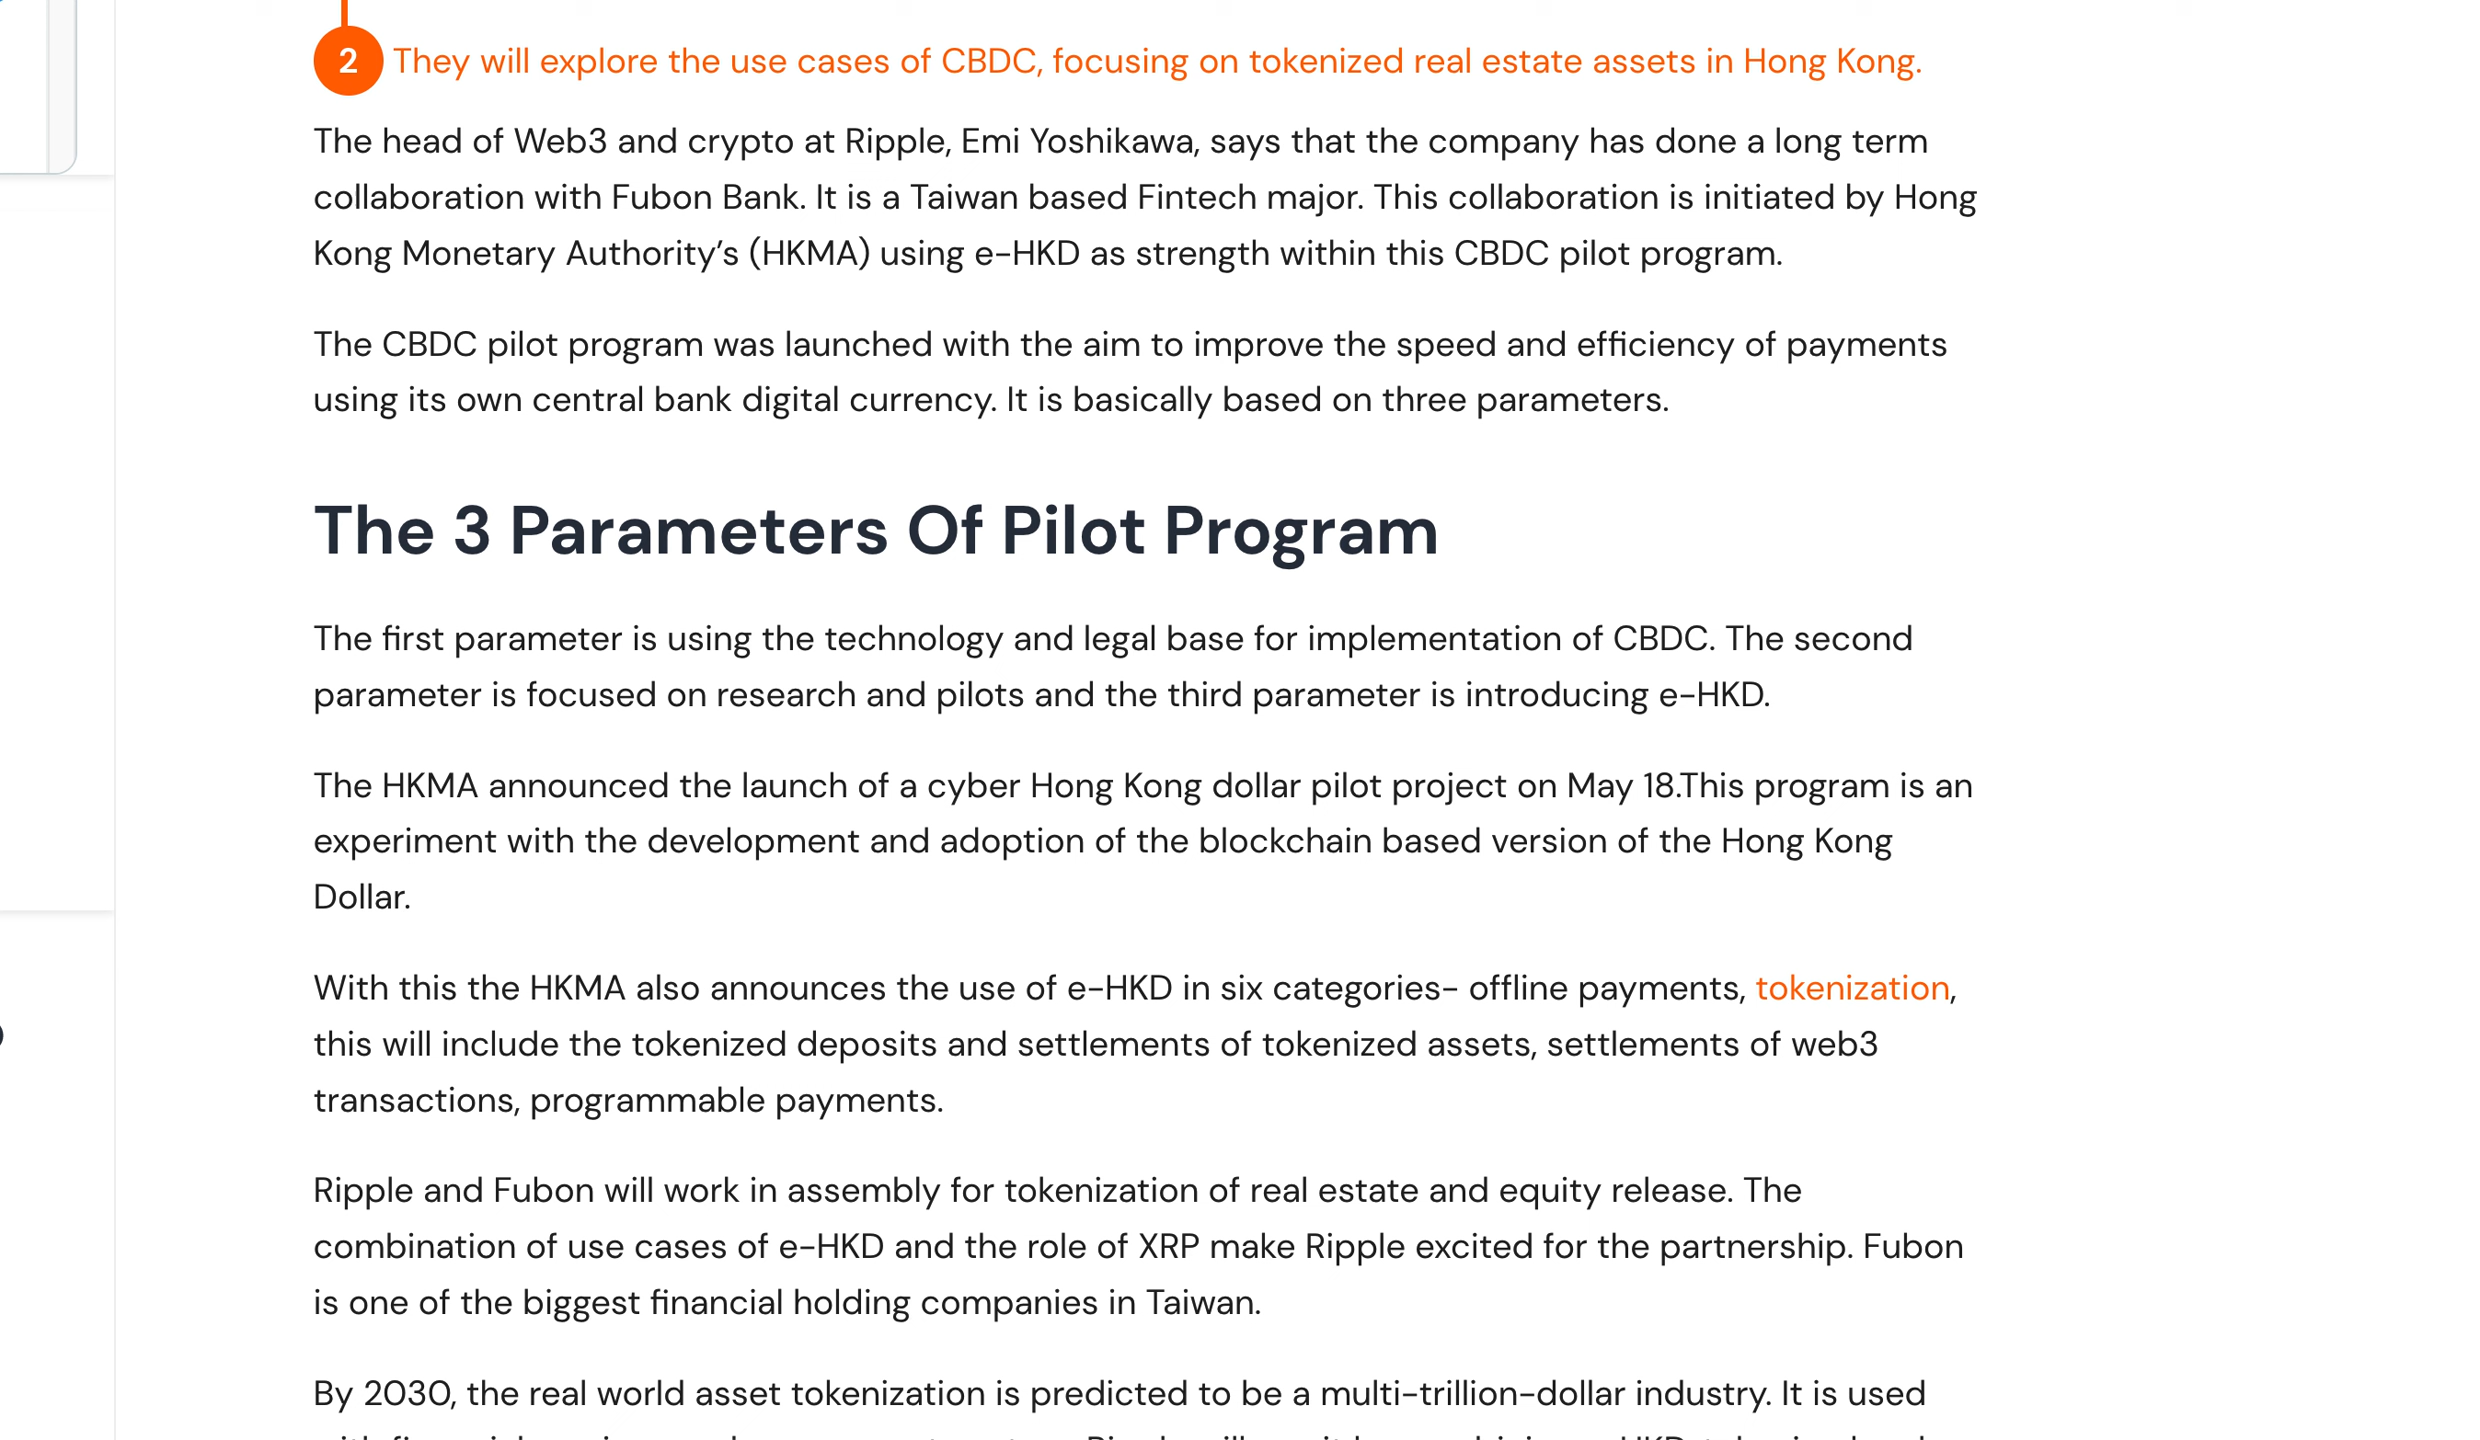 2 They will explore the use cases of CBDC, focusing on tokenized real estate assets in Hong Kong.
The head of Web3 and crypto at Ripple, Emi Yoshikawa, says that the company has done a long term
collaboration with Fubon Bank. It is a Taiwan based Fintech major. This collaboration is initiated by Hong
Kong Monetary Authority’s (HKMA) using e-HKD as strength within this CBDC pilot program.
The CBDC pilot program was launched with the aim to improve the speed and efficiency of payments
using its own central bank digital currency. It is basically based on three parameters.
The 3 Parameters Of Pilot Program
The first parameter is using the technology and legal base for implementation of CBDC. The second
parameter is focused on research and pilots and the third parameter is introducing e-HKD.
The HKMA announced the launch of a cyber Hong Kong dollar pilot project on May 18.This program is an
experiment with the development and adoption of the blockchain based version of the Hong Kong
Dollar.
With this the HKMA also announces the use of e-HKD in six categories- offline payments, tokenization,
this will include the tokenized deposits and settlements of tokenized assets, settlements of web3
transactions, programmable payments.
Ripple and Fubon will work in assembly for tokenization of real estate and equity release. The
combination of use cases of e-HKD and the role of XRP make Ripple excited for the partnership. Fubon
is one of the biggest financial holding companies in Taiwan.
By 2030, the real world asset tokenization is predicted to be a multi-trillion-dollar industry. It is used